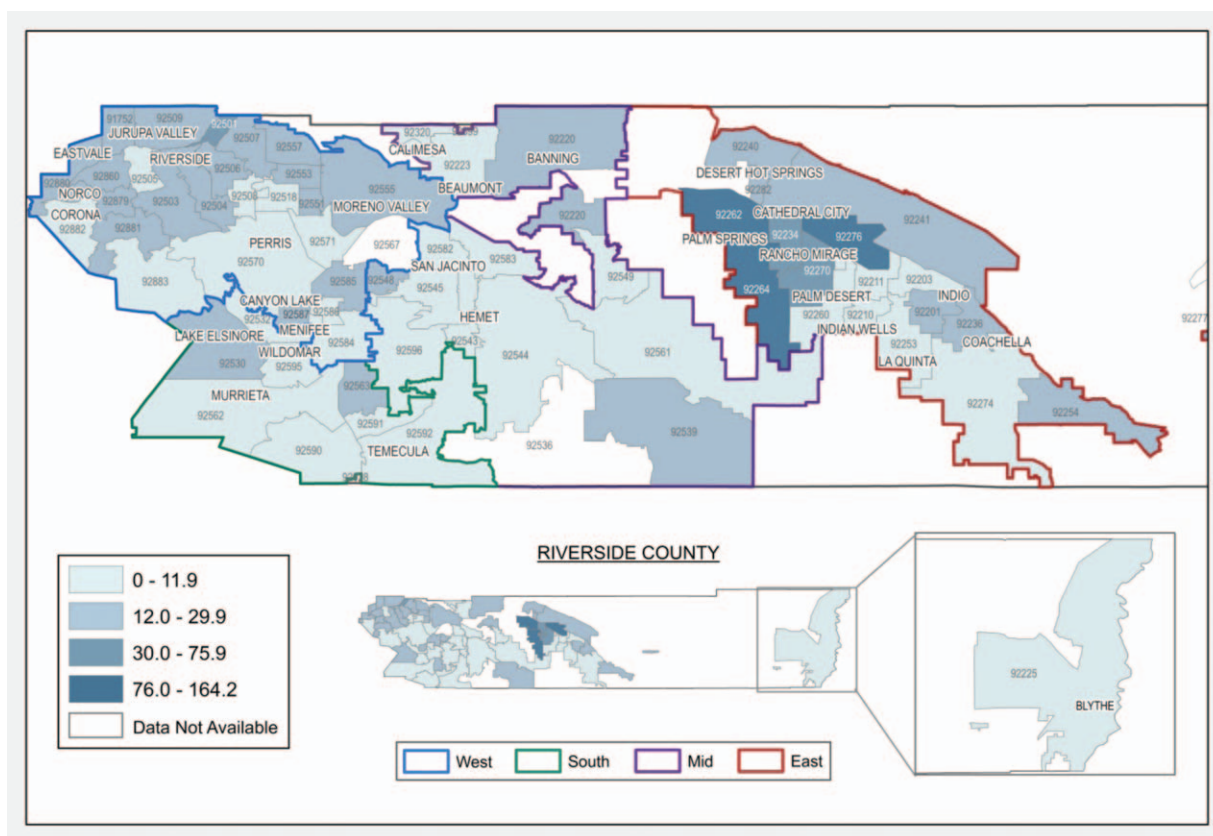 92501
91752
92509
JURUPA VALLEY
92507
92557
EASTVALE
RIVERSIDE
92506
92553
92880
92860
92505
NORCO
92879
92503
92504
92508
92518
92551
92555
CORONA
MORENO VALLEY
92882
92881
PERRIS
92571
92567
92570
92883
92585
92548
CANYON LAKE
92587
92586
92532
LAKE ELSINORE
MENIFEE
92584
WILDOMAR
92595
92530
92563
MURRIETA
92562
92591
92590
92592
TEMECULA
92320
CALIMESA
92223
BEAUMONT
92220
BANNING
92220
92582
92583
SAN JACINTO
92545
92549
HEMET
92543
92596
92544
92561
92536
92539
92240
DESERT HOT SPRINGS
92282
92241
92262
CATHEDRAL CITY
PALM SPRINGS
92234
92276
RANCHO MIRAGE
92270
92264
92211
92203
PALM DESERT
INDIO
92260
92210
92201
92236
INDIAN WELLS
COACHELLA
92253
LA QUINTA
92274
92254
92277
RIVERSIDE COUNTY
0 - 11.9
12.0 - 29.9
30.0 - 75.9
76.0 - 164.2
Data Not Available
West
South
Mid
East
92225
BLYTHE